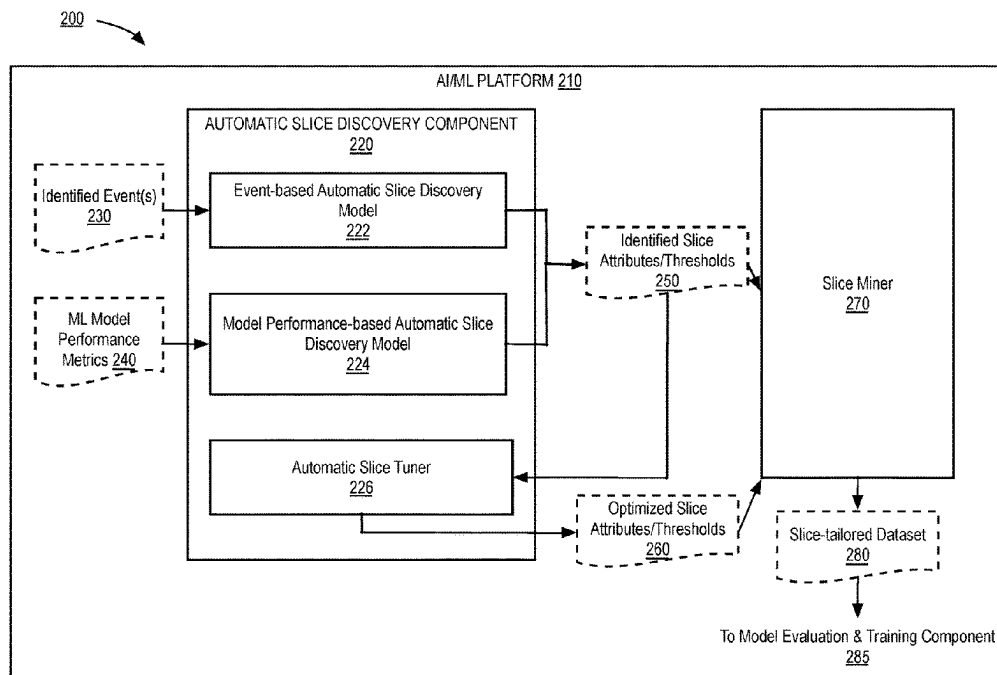 200
AI/ML PLATFORM 210
AUTOMATIC SLICE DISCOVERY COMPONENT
220
Identified Event(s)
230
Event-based Automatic Slice Discovery
Model
222
Identified Slice
Attributes/Thresholds
250
Slice Miner
270
ML Model
Performance
Metrics 240
Model Performance-based Automatic Slice
Discovery Model
224
Automatic Slice Tuner
226
Optimized Slice
Attributes/Thresholds
260
Slice-tailored Dataset
280
To Model Evaluation & Training Component
285